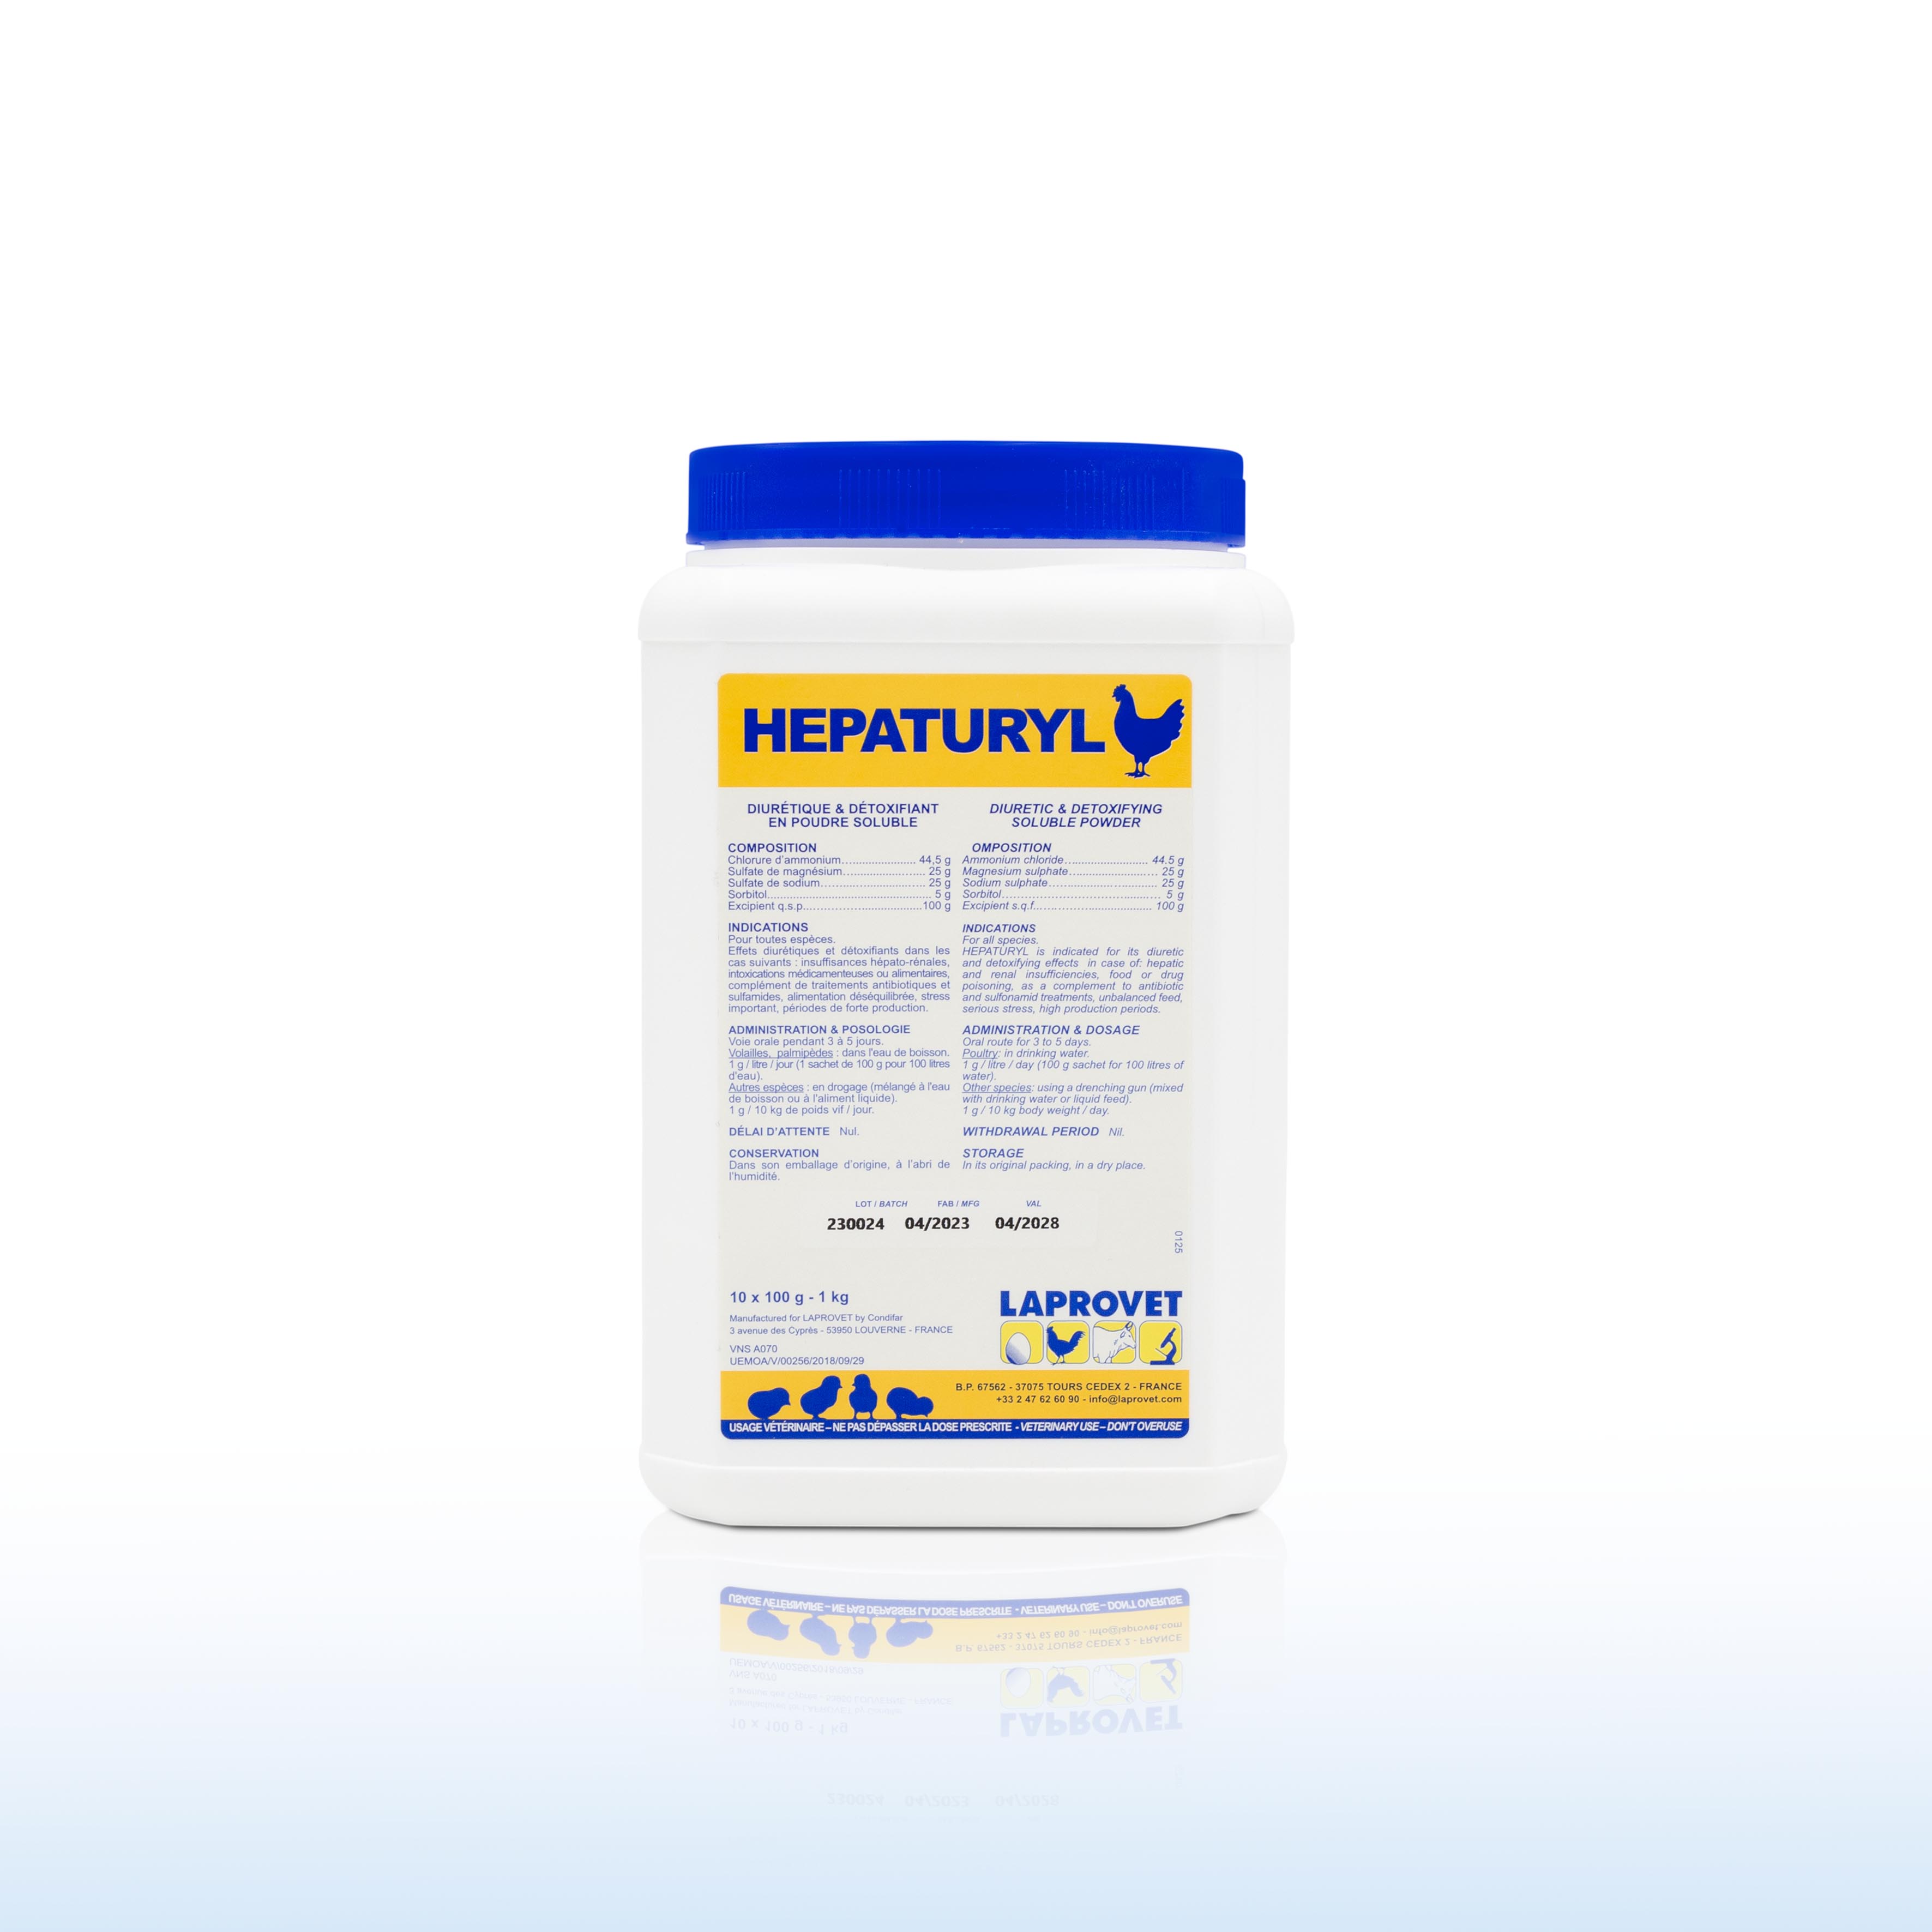 HEPATURYL
DIURÉTIQUE & DÉTOXIFIANT
EN POUDRE SOLUBLE
COMPOSITION
Chlorure d'ammonium........................ 44,5 g
Sulfate de magnésium........................ 25 g
Sulfate de sodium................................ 25 g
Sorbitol................................................ 5 g
Excipient q.s.p....................................100 g
INDICATIONS
Pour toutes espèces.
Effets diurétiques et détoxifiants dans les
cas suivants : insuffisances hépato-rénales,
intoxications médicamenteuses ou alimentaires,
complément de traitements antibiotiques et
sulfamides, alimentation déséquilibrée, stress
important, périodes de forte production.
ADMINISTRATION & POSOLOGIE
Voie orale pendant 3 à 5 jours.
Volailles, palmipèdes : dans l'eau de boisson.
1 g / litre / jour (1 sachet de 100 g pour 100 litres
d'eau).
Autres espèces : en drogage (mélangé à l'eau
de boisson ou à l'aliment liquide).
1 g / 10 kg de poids vif / jour.
DÉLAI D'ATTENTE Nul.
CONSERVATION
Dans son emballage d'origine, à l'abri de
l'humidité.
DIURETIC & DETOXIFYING
SOLUBLE POWDER
OMPOSITION
Ammonium chloride.......................... 44.5 g
Magnesium sulphate.......................... 25 g
Sodium sulphate................................ 25 g
Sorbitol................................................ 5 g
Excipient s.q.f.................................... 100 g
INDICATIONS
For all species.
HEPATURYL is indicated for its diuretic
and detoxifying effects in case of: hepatic
and renal insufficiencies, food or drug
poisoning, as a complement to antibiotic
and sulfonamid treatments, unbalanced feed,
serious stress, high production periods.
ADMINISTRATION & DOSAGE
Oral route for 3 to 5 days.
Poultry: in drinking water.
1 g / litre / day (100 g sachet for 100 litres of
water).
Other species: using a drenching gun (mixed
with drinking water or liquid feed).
1 g / 10 kg body weight / day.
WITHDRAWAL PERIOD Nil.
STORAGE
In its original packing, in a dry place.
LOT / BATCH FAB / MFG VAL
230024 04/2023 04/2028
0125
10 x 100 g - 1 kg
Manufactured for LAPROVET by Condifar
3 avenue des Cyprès - 53950 LOUVERNE - FRANCE
VNS A070
UEMOA/V/00256/2018/09/29
LAPROVET
B.P. 67562 - 37075 TOURS CEDEX 2 - FRANCE
+33 2 47 62 60 90 - info@laprovet.com
USAGE VÉTÉRINAIRE – NE PAS DÉPASSER LA DOSE PRESCRITE - VETERINARY USE – DON'T OVERUSE